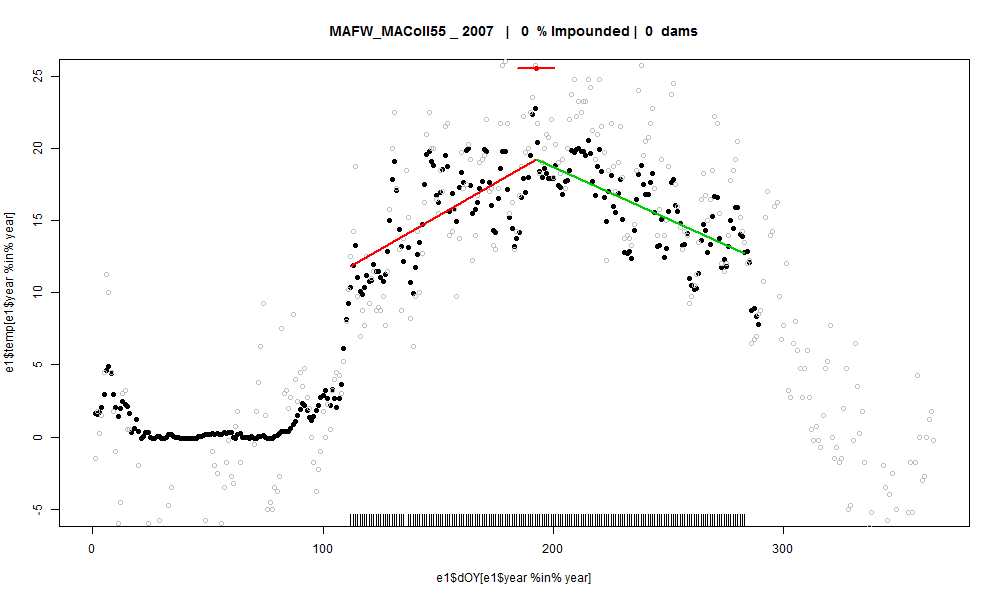 MAFW_MAColl55 _ 2007 | 0 % Impounded | 0 dams
25
20
15
10
5
0
-5
e1$temp[e1$year %in% year]
0 100 200 300
e1$dOY[e1$year %in% year]